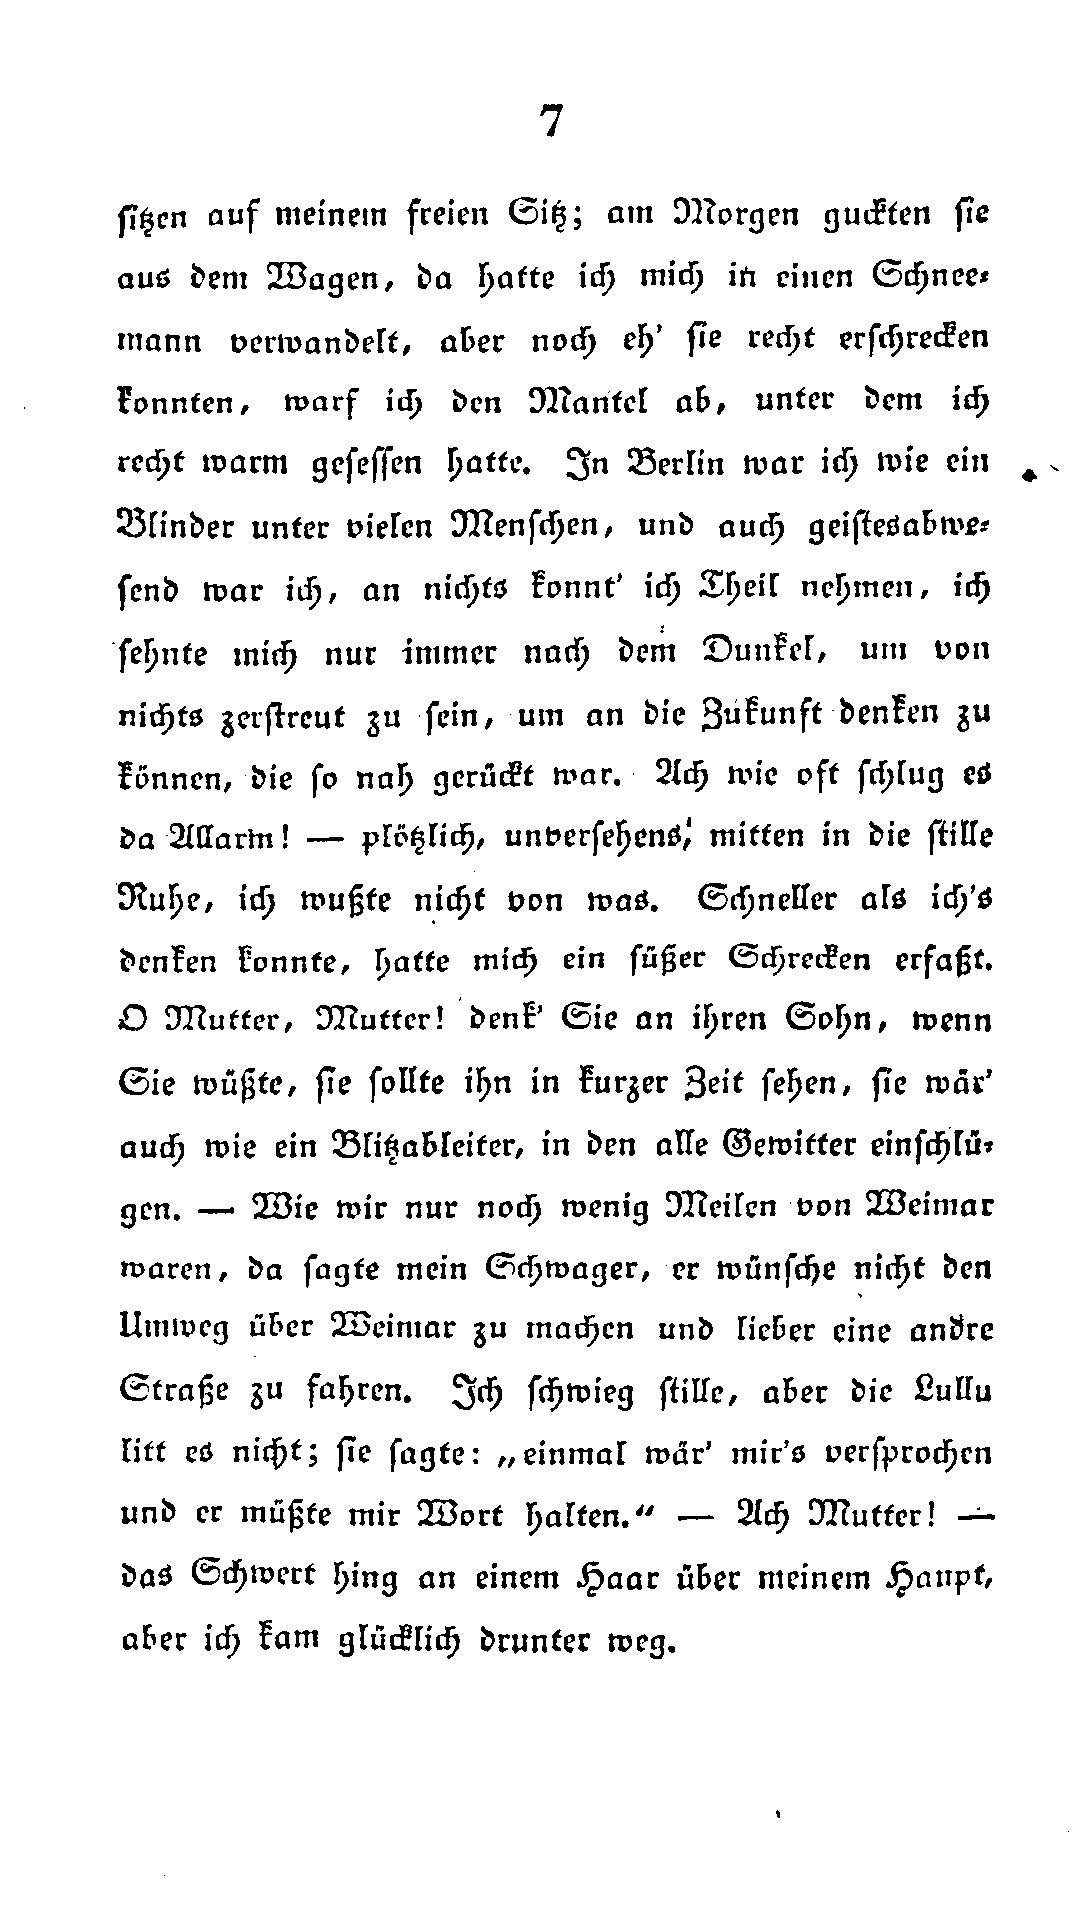 7
sitzen auf meinem freien Sitz; am Morgen guckten sie
aus dem Wagen, da hatte ich mich in einen Schnee-
mann verwandelt, aber noch eh' sie recht erschrecken
konnten, warf ich den Mantel ab, unter dem ich
recht warm gesessen hatte. In Berlin war ich wie ein
Blinder unter vielen Menschen, und auch geistesabwe-
send war ich, an nichts konnt' ich Theil nehmen, ich
sehnte mich nur immer nach dem Dunkel, um von
nichts zerstreut zu sein, um an die Zukunft denken zu
können, die so nah gerückt war. Ach wie oft schlug es
da Allarm! — plötzlich, unversehens, mitten in die stille
Ruhe, ich wußte nicht von was. Schneller als ich's
denken konnte, hatte mich ein süßer Schrecken erfaßt.
O Mutter, Mutter! denk' Sie an ihren Sohn, wenn
Sie wüßte, sie sollte ihn in kurzer Zeit sehen, sie wär'
auch wie ein Blitzableiter, in den alle Gewitter einschlü-
gen. — Wie wir nur noch wenig Meilen von Weimar
waren, da sagte mein Schwager, er wünsche nicht den
Umweg über Weimar zu machen und lieber eine andre
Straße zu fahren. Ich schwieg stille, aber die Lullu
litt es nicht; sie sagte: „einmal wär' mir's versprochen
und er müßte mir Wort halten.“ — Ach Mutter! —
das Schwert hing an einem Haar über meinem Haupt,
aber ich kam glücklich drunter weg.